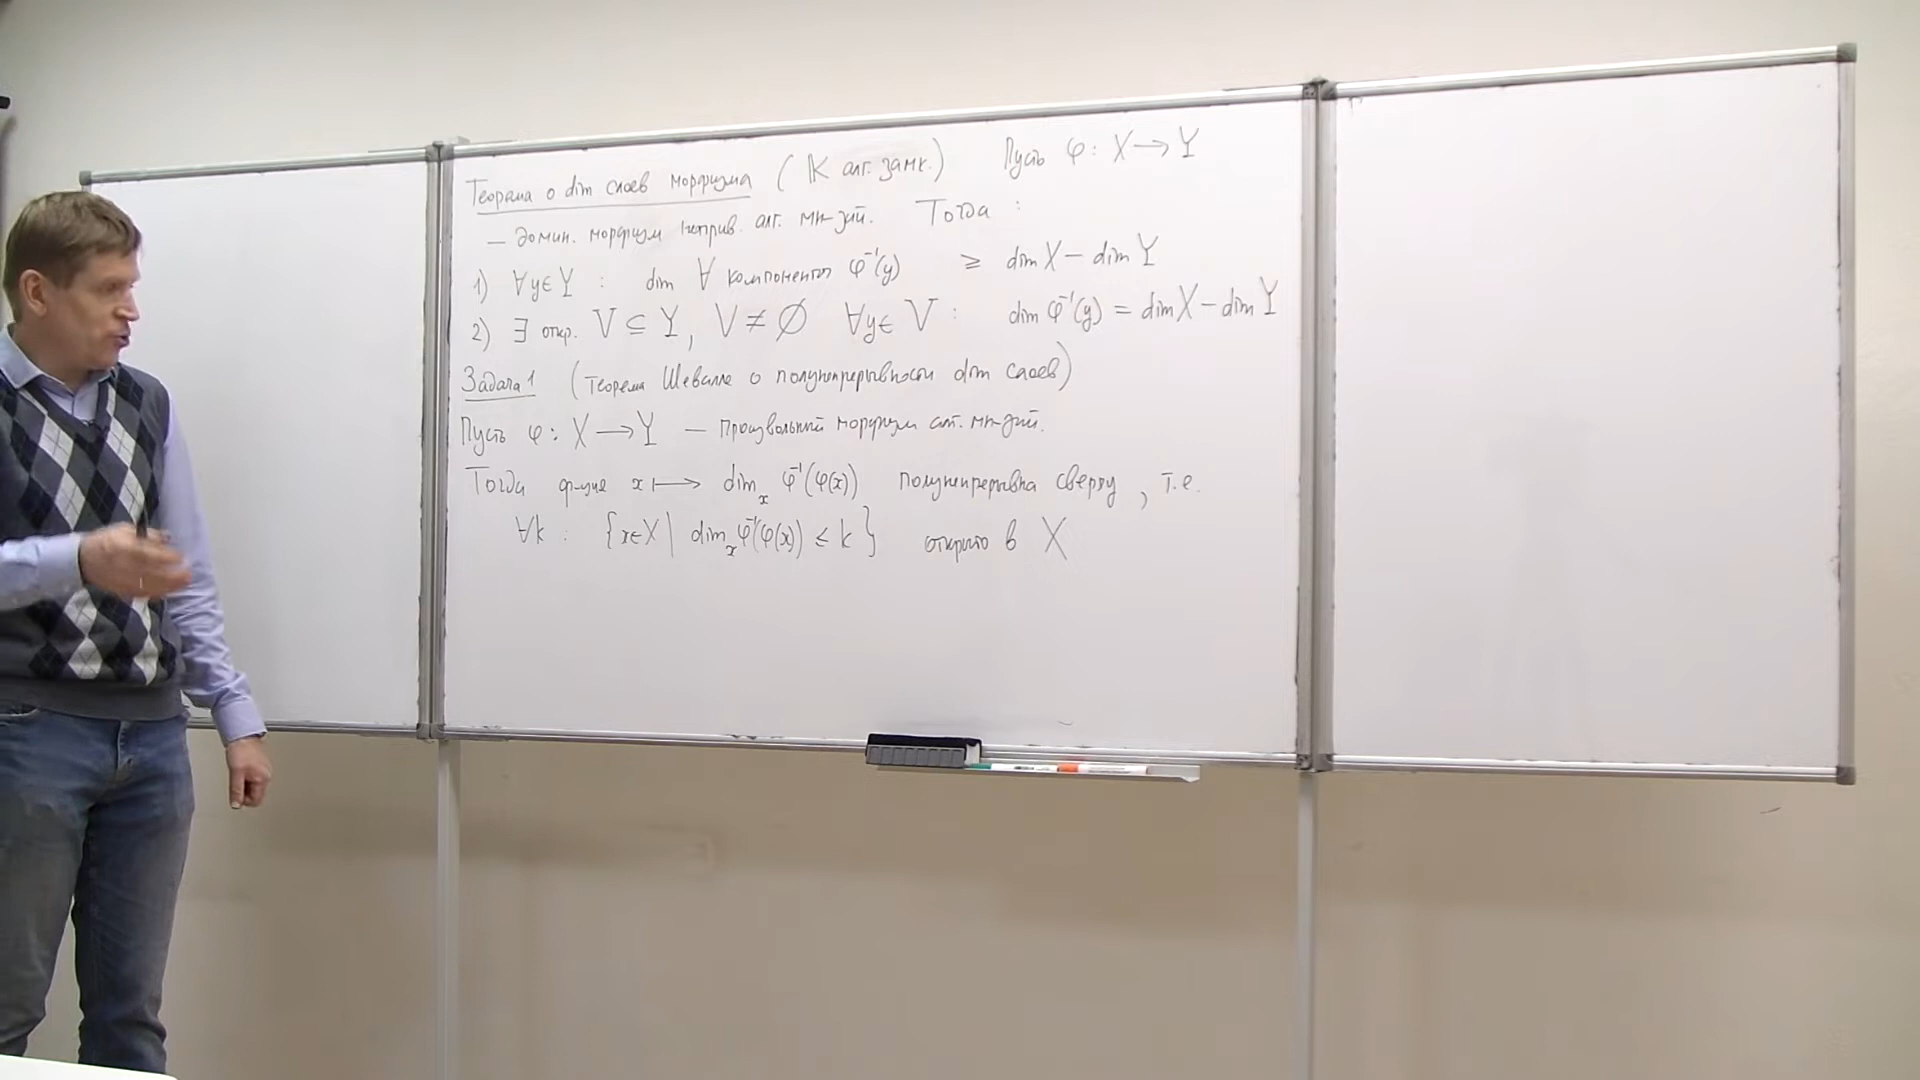 Теорема о dim слоев морфизма (𝕂 алг. замк.) Пусть φ: X → Y
— домин. морфизм неприв. алг. мн-зий. Тогда :
1) ∀y∈Y : dim ∀ компоненты φ⁻¹(y) ≥ dim X − dim Y
2) ∃ откр. V ⊆ Y, V ≠ ∅ ∀y∈V : dim φ⁻¹(y) = dim X − dim Y
Задача 1 (Теорема Шевалле о полунепрерывности dim слоев)
Пусть φ: X → Y — произвольный морфизм алг. мн-зий.
Тогда ф-ция x ↦ dimₓ φ⁻¹(φ(x)) полунепрерывна сверху, т.е.
∀k : {x∈X | dimₓ φ⁻¹(φ(x)) ≤ k} открыто в X